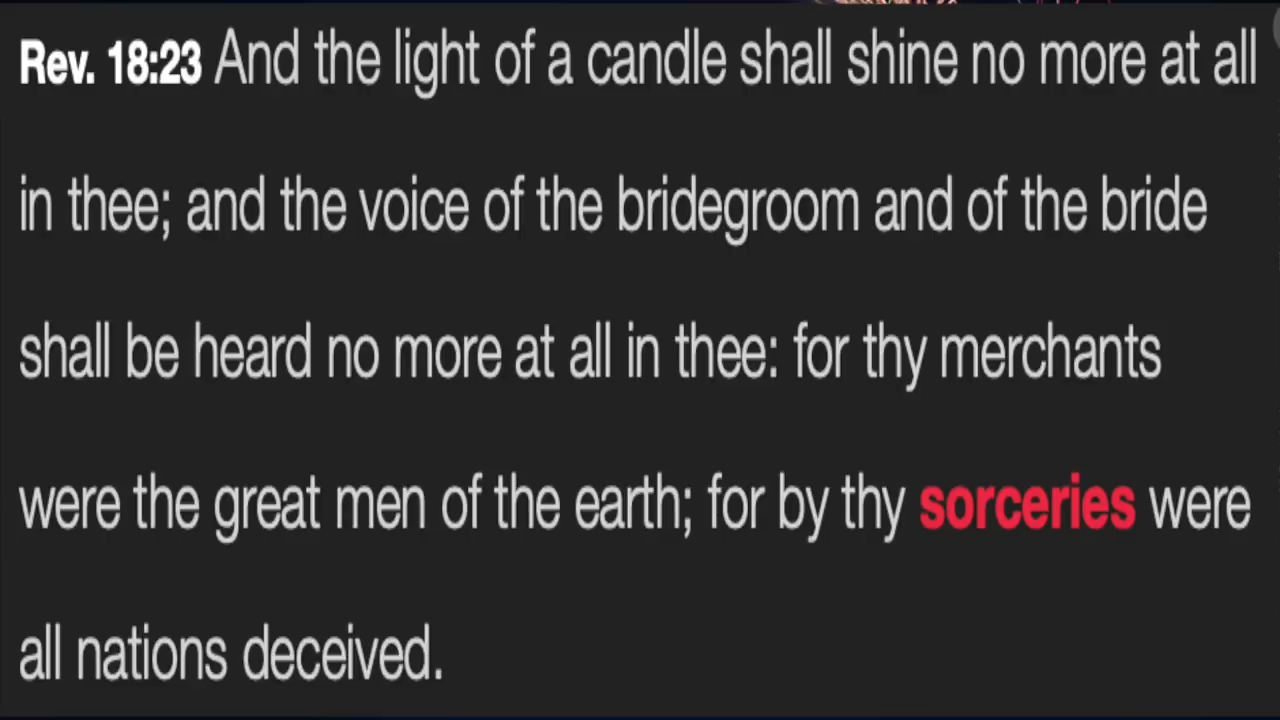 Rev. 18:23 And the light of a candle shall shine no more at all
in thee; and the voice of the bridegroom and of the bride
shall be heard no more at all in thee: for thy merchants
were the great men of the earth; for by thy sorceries were
all nations deceived.